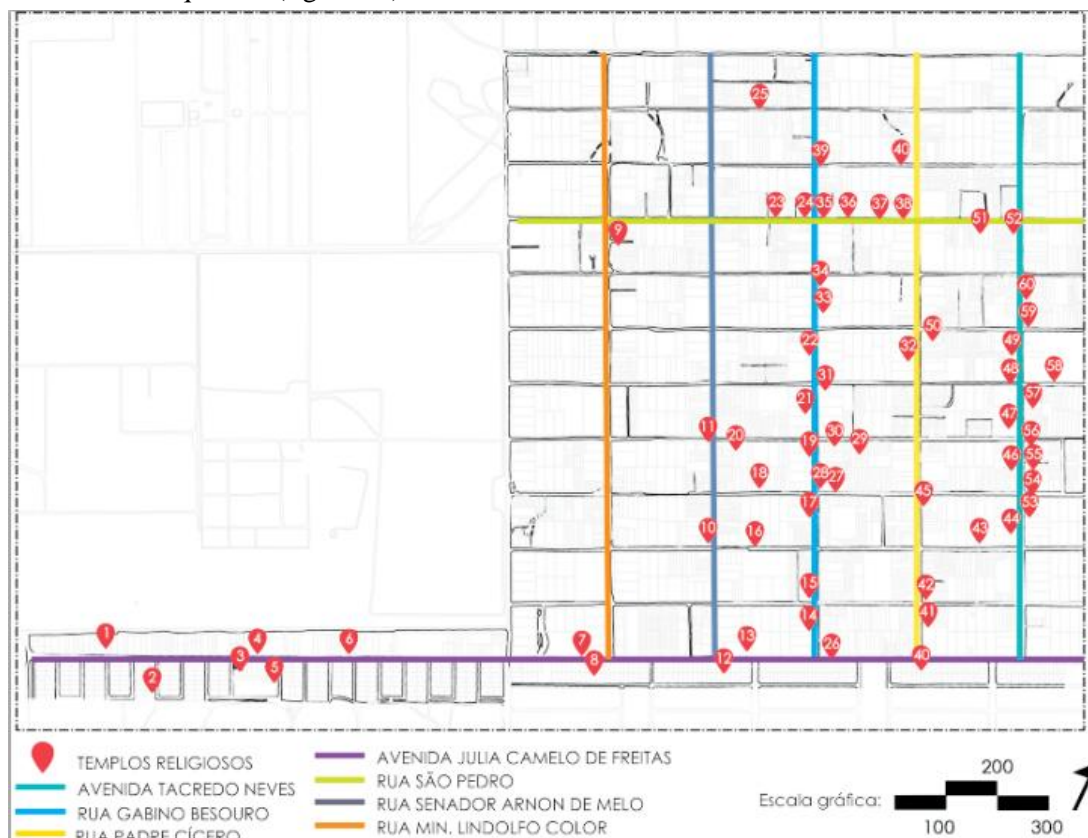 25
39 40
23 24 35 36 37 38
51 52
9
34
60
33
59
50
22 32 49
31 48 58
21 57
47
11 20 19 30 29 56
46 55
18 28 27 54
45
17 53
44
10 16 43
15 42
14 41
1 4 6 7 13 26
3 8 12 40
2 5
TEMPLOS RELIGIOSOS
AVENIDA TACREDO NEVES
RUA GABINO BESOURO
RUA PADRE CÍCERO
AVENIDA JULIA CAMELO DE FREITAS
RUA SÃO PEDRO
RUA SENADOR ARNON DE MELO
RUA MIN. LINDOLFO COLOR
Escala gráfica:
200
100 300